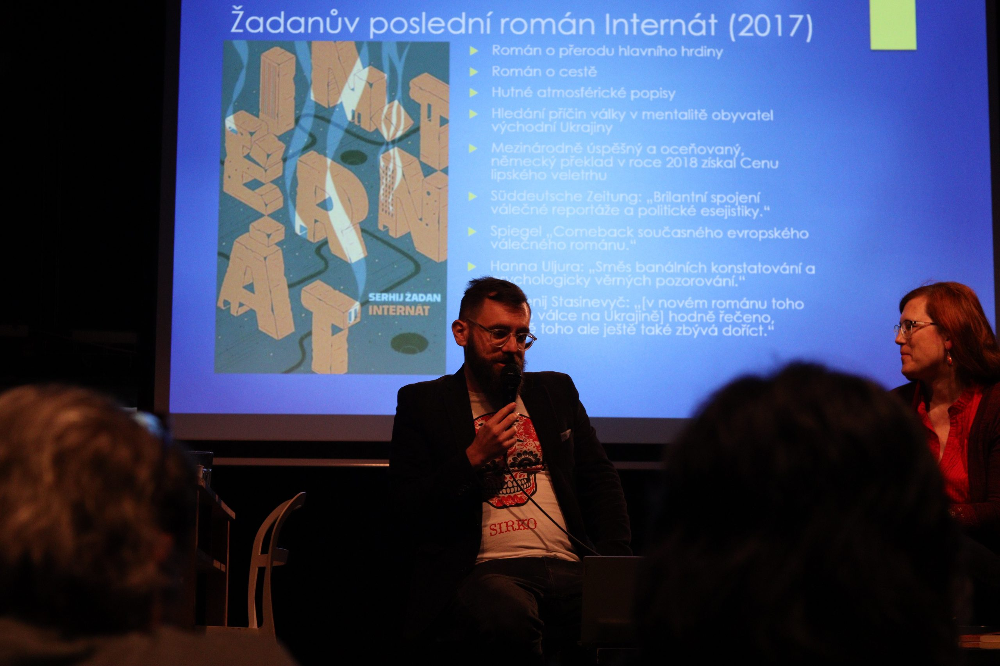 Žadanův poslední román Internát (2017)
Román o přerodu hlavního hrdiny
Román o cestě
Hutné atmosférické popisy
Hledání příčin války v mentalitě obyvatel
východní Ukrajiny
Mezinárodně úspěšný a oceňovaný,
německý překlad v roce 2018 získal Cenu
lipského veletrhu
Süddeutsche Zeitung: „Brilantní spojení
válečné reportáže a politické esejistiky.“
Spiegel „Comeback současného evropského
válečného románu.“
Hanna Uljura: „Směs banálních konstatování a
psychologicky věrných pozorování.“
Stasinevyč: „[v novém románu toho
válce na Ukrajině] hodně řečeno,
toho ale ještě také zbývá doříct.“
INTERNÁT
SERHIJ ŽADAN
INTERNÁT
SIRKO